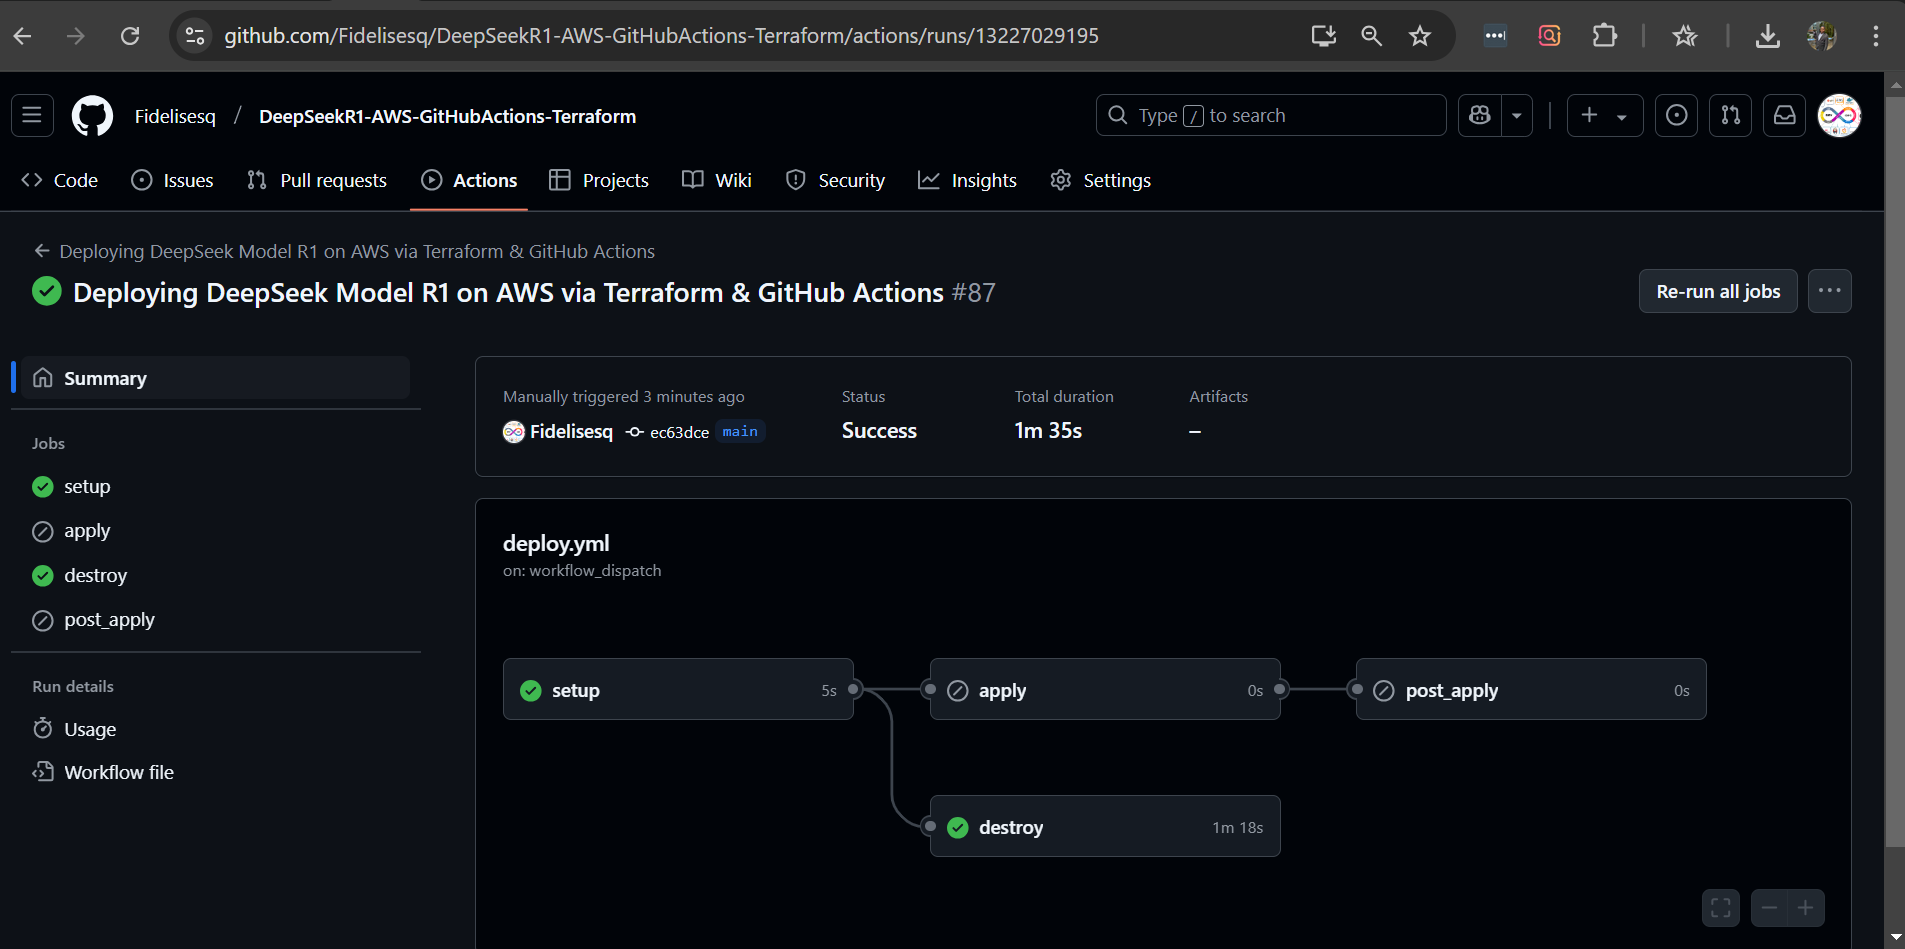 github.com/Fidelisesq/DeepSeekR1-AWS-GitHubActions-Terraform/actions/runs/13227029195
Fidelisesq / DeepSeekR1-AWS-GitHubActions-Terraform
Type / to search
Code Issues Pull requests Actions Projects Wiki Security Insights Settings
Deploying DeepSeek Model R1 on AWS via Terraform & GitHub Actions
Deploying DeepSeek Model R1 on AWS via Terraform & GitHub Actions #87
Re-run all jobs
Summary
Jobs
setup
apply
destroy
post_apply
Run details
Usage
Workflow file
Manually triggered 3 minutes ago
Fidelisesq ec63dce main
Status
Success
Total duration
1m 35s
Artifacts
–
deploy.yml
on: workflow_dispatch
setup 5s
apply 0s
post_apply 0s
destroy 1m 18s